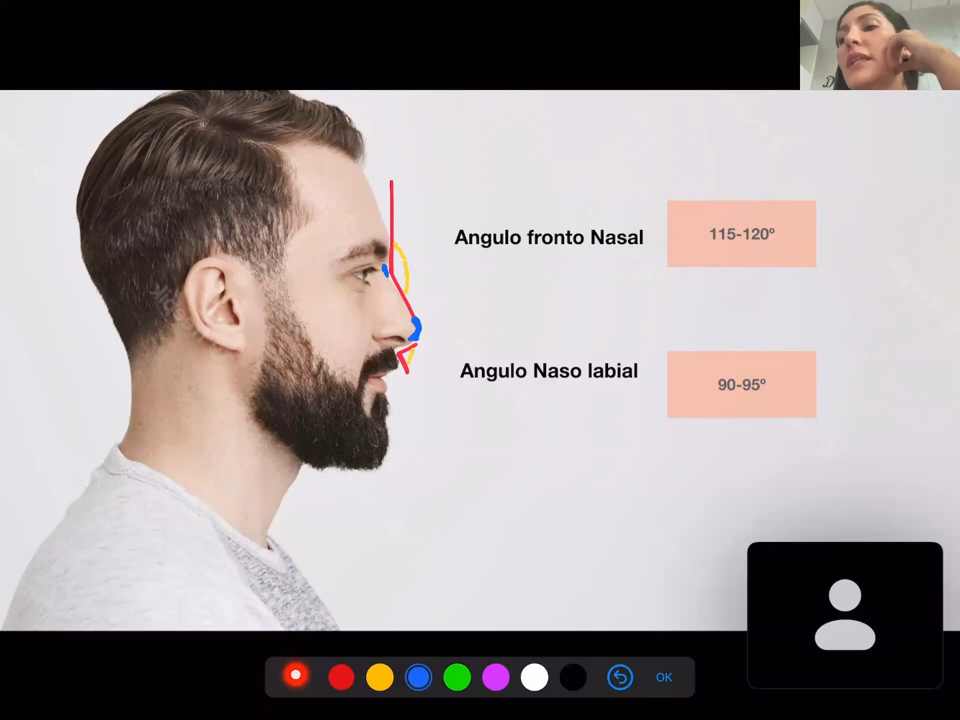 Angulo fronto Nasal
115-120º
Angulo Naso labial
90-95º
OK